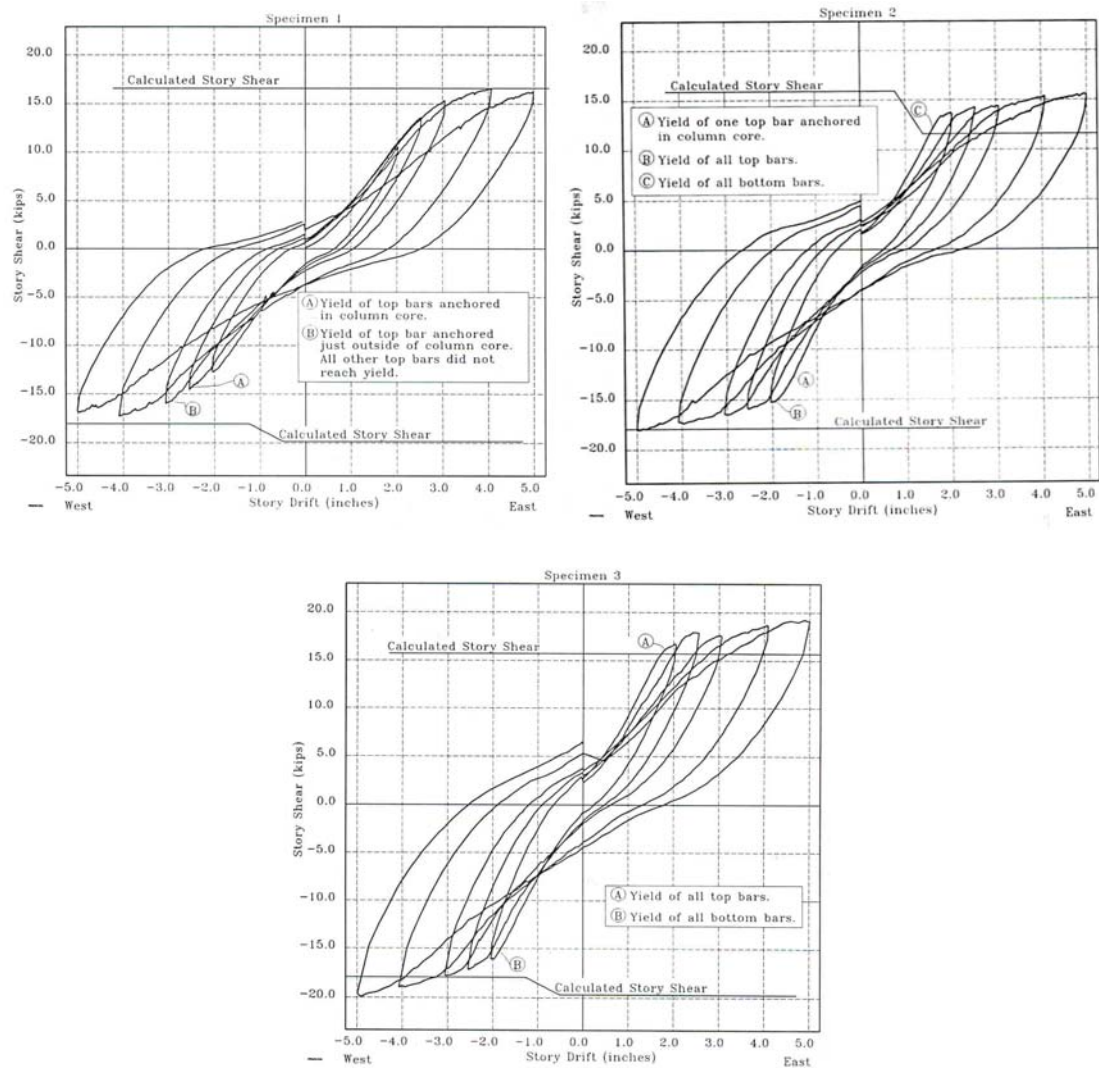 Specimen 1
20.0
15.0
10.0
5.0
0.0
-5.0
-10.0
-15.0
-20.0
Story Shear (kips)
Calculated Story Shear
Ⓐ Yield of top bars anchored
in column core.
Ⓑ Yield of top bar anchored
just outside of column core.
All other top bars did not
reach yield.
Ⓐ
Ⓑ
Calculated Story Shear
-5.0 -4.0 -3.0 -2.0 -1.0 0.0 1.0 2.0 3.0 4.0 5.0
West Story Drift (inches) East
Specimen 2
20.0
15.0
10.0
5.0
0.0
-5.0
-10.0
-15.0
-20.0
Story Shear (kips)
Calculated Story Shear
Ⓒ
Ⓐ Yield of one top bar anchored
in column core.
Ⓑ Yield of all top bars.
Ⓒ Yield of all bottom bars.
Ⓐ
Ⓑ
Calculated Story Shear
-5.0 -4.0 -3.0 -2.0 -1.0 0.0 1.0 2.0 3.0 4.0 5.0
West Story Drift (inches) East
Specimen 3
20.0
15.0
10.0
5.0
0.0
-5.0
-10.0
-15.0
-20.0
Story Shear (kips)
Calculated Story Shear
Ⓐ
Ⓐ Yield of all top bars.
Ⓑ Yield of all bottom bars.
Ⓑ
Calculated Story Shear
-5.0 -4.0 -3.0 -2.0 -1.0 0.0 1.0 2.0 3.0 4.0 5.0
West Story Drift (inches) East